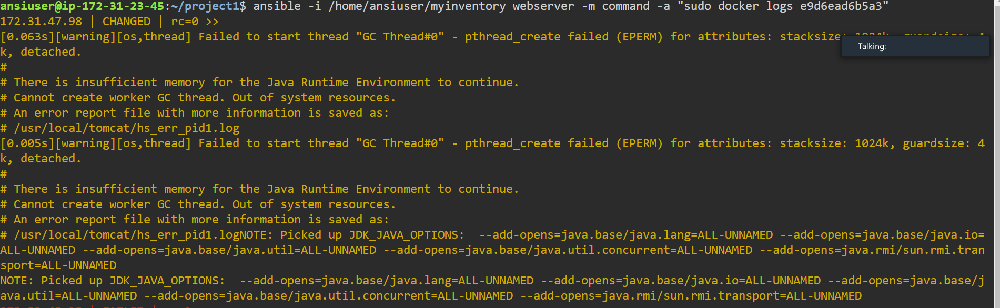 ansiuser@ip-172-31-23-45:~/project1$ ansible -i /home/ansiuser/myinventory webserver -m command -a "sudo docker logs e9d6ead6b5a3"
172.31.47.98 | CHANGED | rc=0 >>
[0.063s][warning][os,thread] Failed to start thread "GC Thread#0" - pthread_create failed (EPERM) for attributes: stacksize:
Talking:
k, detached.
#
# There is insufficient memory for the Java Runtime Environment to continue.
# Cannot create worker GC thread. Out of system resources.
# An error report file with more information is saved as:
# /usr/local/tomcat/hs_err_pid1.log
[0.005s][warning][os,thread] Failed to start thread "GC Thread#0" - pthread_create failed (EPERM) for attributes: stacksize: 1024k, guardsize: 4
k, detached.
#
# There is insufficient memory for the Java Runtime Environment to continue.
# Cannot create worker GC thread. Out of system resources.
# An error report file with more information is saved as:
# /usr/local/tomcat/hs_err_pid1.logNOTE: Picked up JDK_JAVA_OPTIONS:  --add-opens=java.base/java.lang=ALL-UNNAMED --add-opens=java.base/java.io=
ALL-UNNAMED --add-opens=java.base/java.util=ALL-UNNAMED --add-opens=java.base/java.util.concurrent=ALL-UNNAMED --add-opens=java.rmi/sun.rmi.tran
sport=ALL-UNNAMED
NOTE: Picked up JDK_JAVA_OPTIONS:  --add-opens=java.base/java.lang=ALL-UNNAMED --add-opens=java.base/java.io=ALL-UNNAMED --add-opens=java.base/j
ava.util=ALL-UNNAMED --add-opens=java.base/java.util.concurrent=ALL-UNNAMED --add-opens=java.rmi/sun.rmi.transport=ALL-UNNAMED